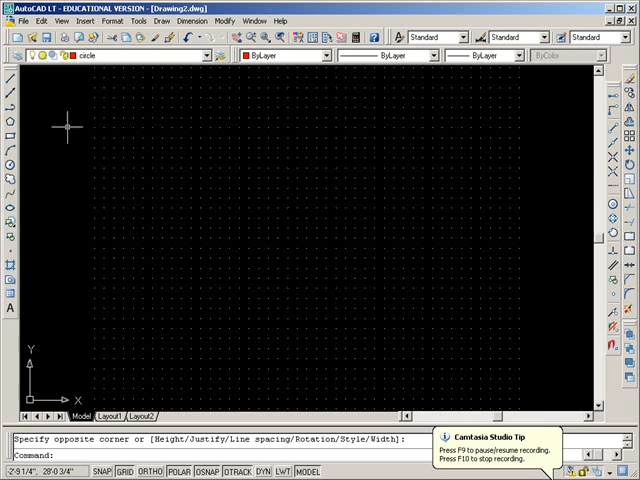 AutoCAD LT - EDUCATIONAL VERSION - [Drawing2.dwg]
File Edit View Insert Format Tools Draw Dimension Modify Window Help
Standard Standard Standard
circle ByLayer ByLayer ByLayer ByColor
Y
X
A
Model Layout1 Layout2
Specify opposite corner or [Height/Justify/Line spacing/Rotation/Style/Width]:
Command:
Camtasia Studio Tip
Press F9 to pause/resume recording.
Press F10 to stop recording.
-2'-9 1/4", 28'-0 3/4" SNAP GRID ORTHO POLAR OSNAP OTRACK DYN LWT MODEL